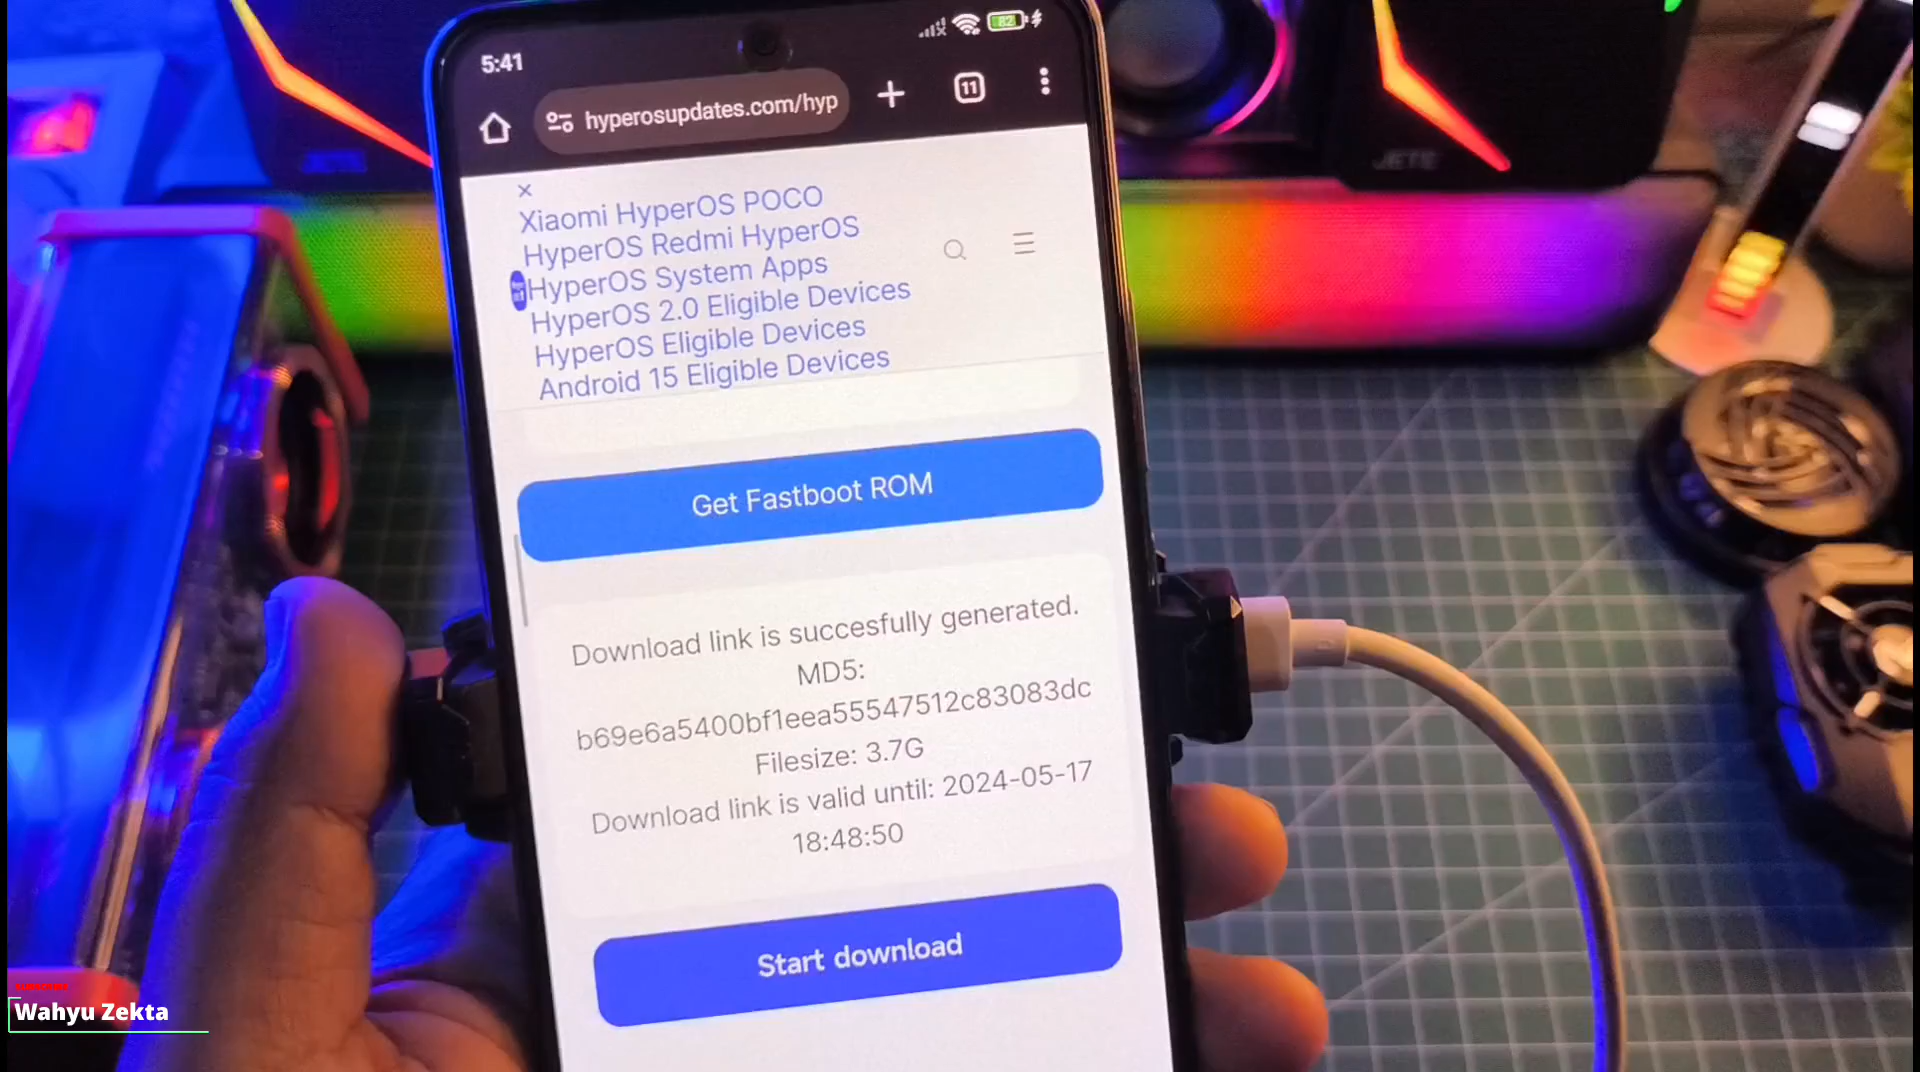 5:41
82
hyperosupdates.com/hyp
11
×
Xiaomi HyperOS POCO
HyperOS Redmi HyperOS
HyperOS System Apps
HyperOS 2.0 Eligible Devices
HyperOS Eligible Devices
Android 15 Eligible Devices
Get Fastboot ROM
Download link is succesfully generated.
MD5:
b69e6a5400bf1eea55547512c83083dc
Filesize: 3.7G
Download link is valid until: 2024-05-17
18:48:50
Start download
JETE
Wahyu Zekta